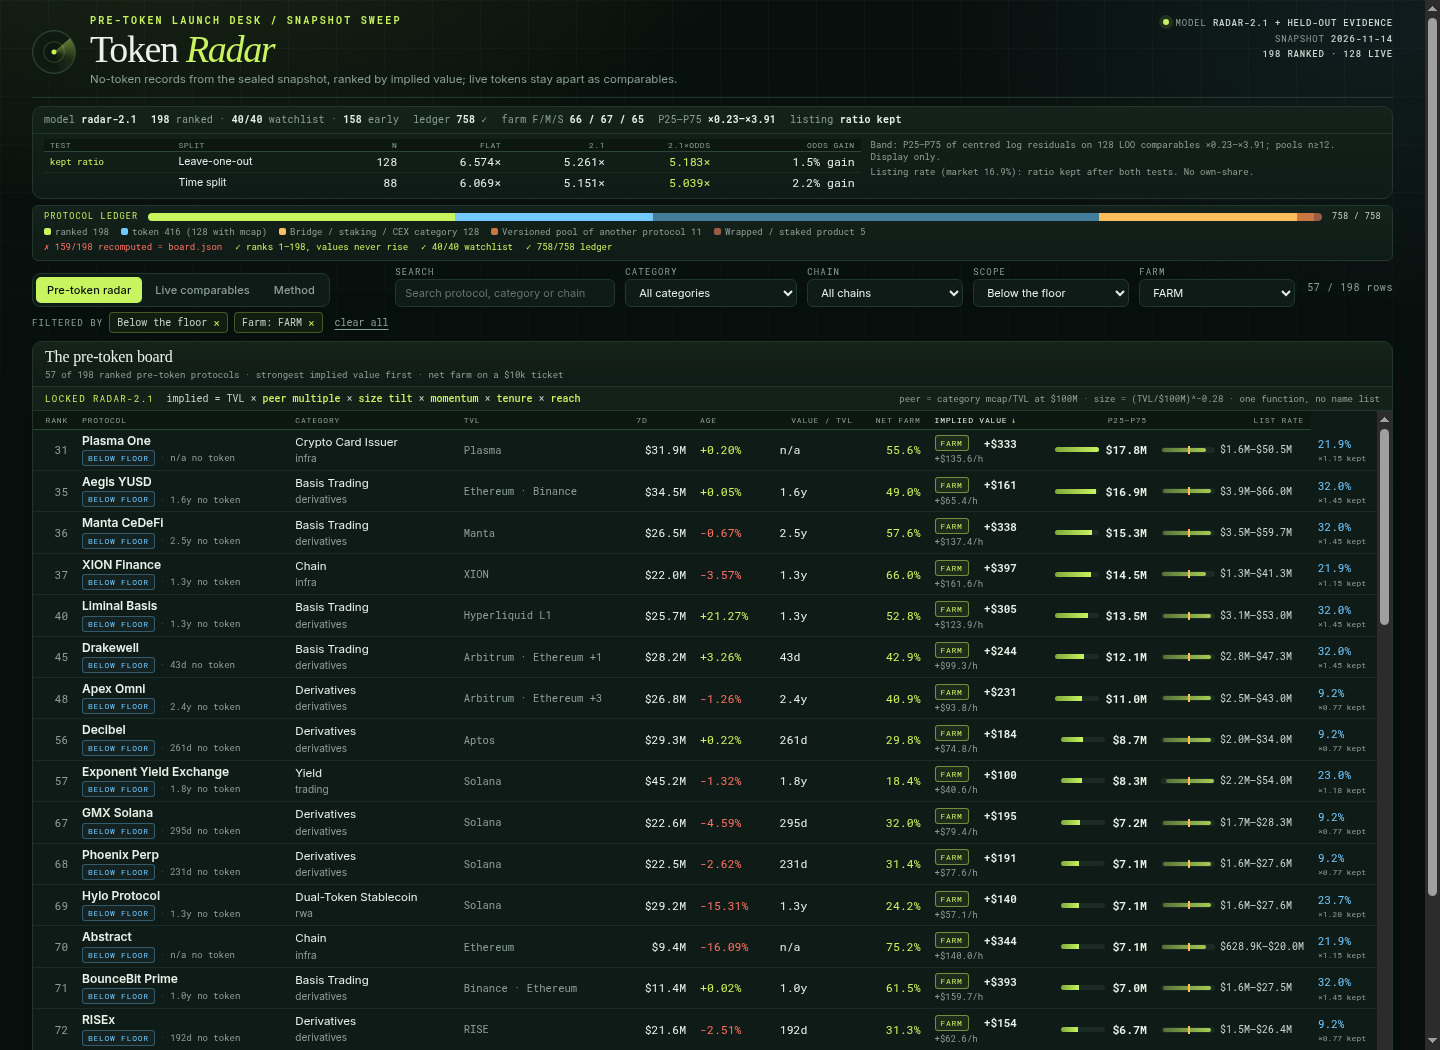 PRE-TOKEN LAUNCH DESK / SNAPSHOT SWEEP
Token Radar
No-token records from the sealed snapshot, ranked by implied value; live tokens stay apart as comparables.
MODEL RADAR-2.1 + HELD-OUT EVIDENCE
SNAPSHOT 2026-11-14
198 RANKED · 128 LIVE
model radar-2.1 198 ranked · 40/40 watchlist · 158 early ledger 758 ✓ farm F/M/S 66 / 67 / 65 P25–P75 ×0.23–×3.91 listing ratio kept
TEST SPLIT N FLAT 2.1 2.1×ODDS ODDS GAIN
kept ratio Leave-one-out 128 6.574× 5.261× 5.183× 1.5% gain
Time split 88 6.069× 5.151× 5.039× 2.2% gain
Band: P25–P75 of centred log residuals on 128 LOO comparables ×0.23–×3.91; pools n≥12.
Display only.
Listing rate (market 16.9%): ratio kept after both tests. No own-share.
PROTOCOL LEDGER 758 / 758
ranked 198 token 416 (128 with mcap) Bridge / staking / CEX category 128 Versioned pool of another protocol 11 Wrapped / staked product 5
✗ 159/198 recomputed = board.json ✓ ranks 1–198, values never rise ✓ 40/40 watchlist ✓ 758/758 ledger
Pre-token radar Live comparables Method
SEARCH CATEGORY CHAIN SCOPE FARM
Search protocol, category or chain All categories All chains Below the floor FARM 57 / 198 rows
FILTERED BY Below the floor × Farm: FARM × clear all
The pre-token board
57 of 198 ranked pre-token protocols · strongest implied value first · net farm on a $10k ticket
LOCKED RADAR-2.1 implied = TVL × peer multiple × size tilt × momentum × tenure × reach
peer = category mcap/TVL at $100M · size = (TVL/$100M)^-0.28 · one function, no name list
RANK PROTOCOL CATEGORY TVL 7D AGE VALUE / TVL NET FARM IMPLIED VALUE ↓ P25–P75 LIST RATE
31 Plasma One Crypto Card Issuer Plasma $31.9M +0.20% n/a 55.6% FARM +$333 $17.8M $1.6M–$50.5M 21.9%
BELOW FLOOR · n/a no token infra +$135.6/h ×1.15 kept
35 Aegis YUSD Basis Trading Ethereum · Binance $34.5M +0.05% 1.6y 49.0% FARM +$161 $16.9M $3.9M–$66.0M 32.0%
BELOW FLOOR · 1.6y no token derivatives +$65.4/h ×1.45 kept
36 Manta CeDeFi Basis Trading Manta $26.5M -0.67% 2.5y 57.6% FARM +$338 $15.3M $3.5M–$59.7M 32.0%
BELOW FLOOR · 2.5y no token derivatives +$137.4/h ×1.45 kept
37 XION Finance Chain XION $22.0M -3.57% 1.3y 66.0% FARM +$397 $14.5M $1.3M–$41.3M 21.9%
BELOW FLOOR · 1.3y no token infra +$161.6/h ×1.15 kept
40 Liminal Basis Basis Trading Hyperliquid L1 $25.7M +21.27% 1.3y 52.8% FARM +$305 $13.5M $3.1M–$53.0M 32.0%
BELOW FLOOR · 1.3y no token derivatives +$123.9/h ×1.45 kept
45 Drakewell Basis Trading Arbitrum · Ethereum +1 $28.2M +3.26% 43d 42.9% FARM +$244 $12.1M $2.8M–$47.3M 32.0%
BELOW FLOOR · 43d no token derivatives +$99.3/h ×1.45 kept
48 Apex Omni Derivatives Arbitrum · Ethereum +3 $26.8M -1.26% 2.4y 40.9% FARM +$231 $11.0M $2.5M–$43.0M 9.2%
BELOW FLOOR · 2.4y no token derivatives +$93.8/h ×0.77 kept
56 Decibel Derivatives Aptos $29.3M +0.22% 261d 29.8% FARM +$184 $8.7M $2.0M–$34.0M 9.2%
BELOW FLOOR · 261d no token derivatives +$74.8/h ×0.77 kept
57 Exponent Yield Exchange Yield Solana $45.2M -1.32% 1.8y 18.4% FARM +$100 $8.3M $2.2M–$54.0M 23.0%
BELOW FLOOR · 1.8y no token trading +$40.6/h ×1.18 kept
67 GMX Solana Derivatives Solana $22.6M -4.59% 295d 32.0% FARM +$195 $7.2M $1.7M–$28.3M 9.2%
BELOW FLOOR · 295d no token derivatives +$79.4/h ×0.77 kept
68 Phoenix Perp Derivatives Solana $22.5M -2.62% 231d 31.4% FARM +$191 $7.1M $1.6M–$27.6M 9.2%
BELOW FLOOR · 231d no token derivatives +$77.6/h ×0.77 kept
69 Hylo Protocol Dual-Token Stablecoin Solana $29.2M -15.31% 1.3y 24.2% FARM +$140 $7.1M $1.6M–$27.6M 23.7%
BELOW FLOOR · 1.3y no token rwa +$57.1/h ×1.20 kept
70 Abstract Chain Ethereum $9.4M -16.09% n/a 75.2% FARM +$344 $7.1M $628.9K–$20.0M 21.9%
BELOW FLOOR · n/a no token infra +$140.0/h ×1.15 kept
71 BounceBit Prime Basis Trading Binance · Ethereum $11.4M +0.02% 1.0y 61.5% FARM +$393 $7.0M $1.6M–$27.5M 32.0%
BELOW FLOOR · 1.0y no token derivatives +$159.7/h ×1.45 kept
72 RISEx Derivatives RISE $21.6M -2.51% 192d 31.3% FARM +$154 $6.7M $1.5M–$26.4M 9.2%
BELOW FLOOR · 192d no token derivatives +$62.6/h ×0.77 kept